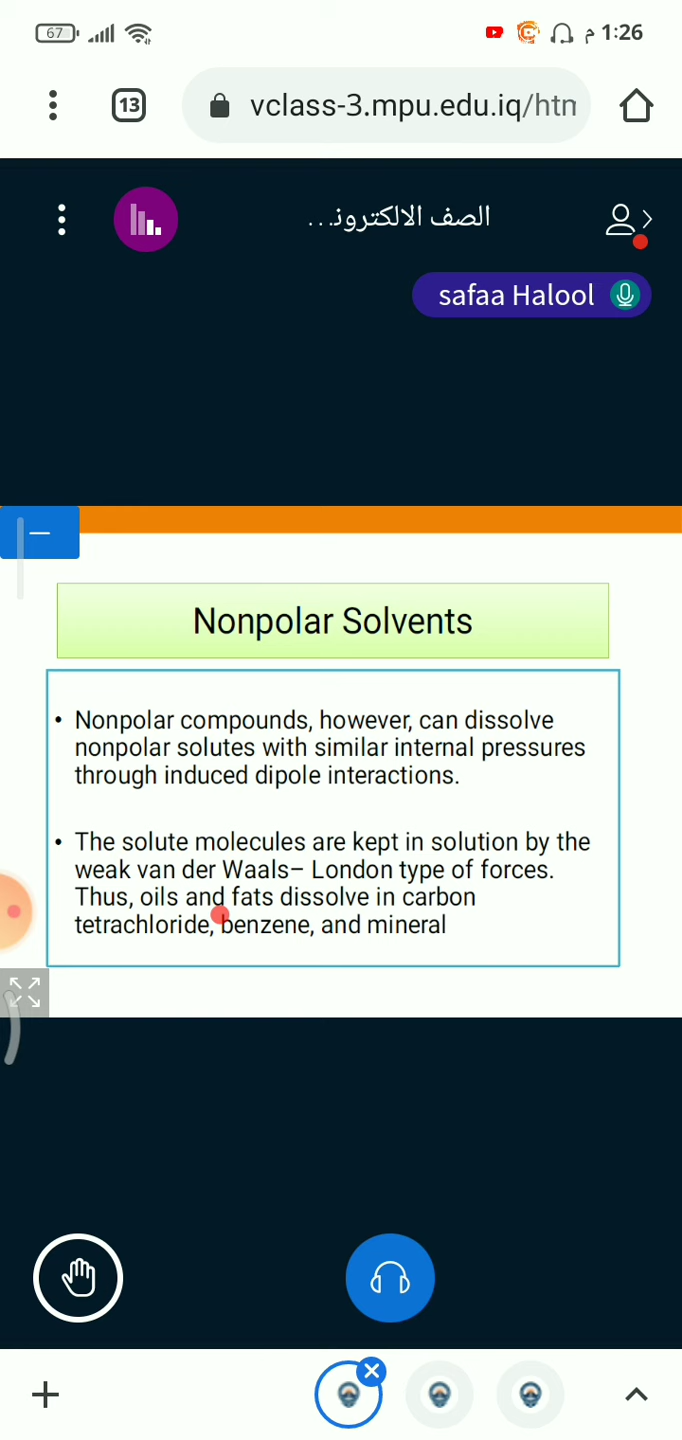 67
م 1:26
13
vclass-3.mpu.edu.iq/htm
الصف الالكترونـ...
safaa Halool
Nonpolar Solvents
• Nonpolar compounds, however, can dissolve
nonpolar solutes with similar internal pressures
through induced dipole interactions.
• The solute molecules are kept in solution by the
weak van der Waals– London type of forces.
Thus, oils and fats dissolve in carbon
tetrachloride, benzene, and mineral